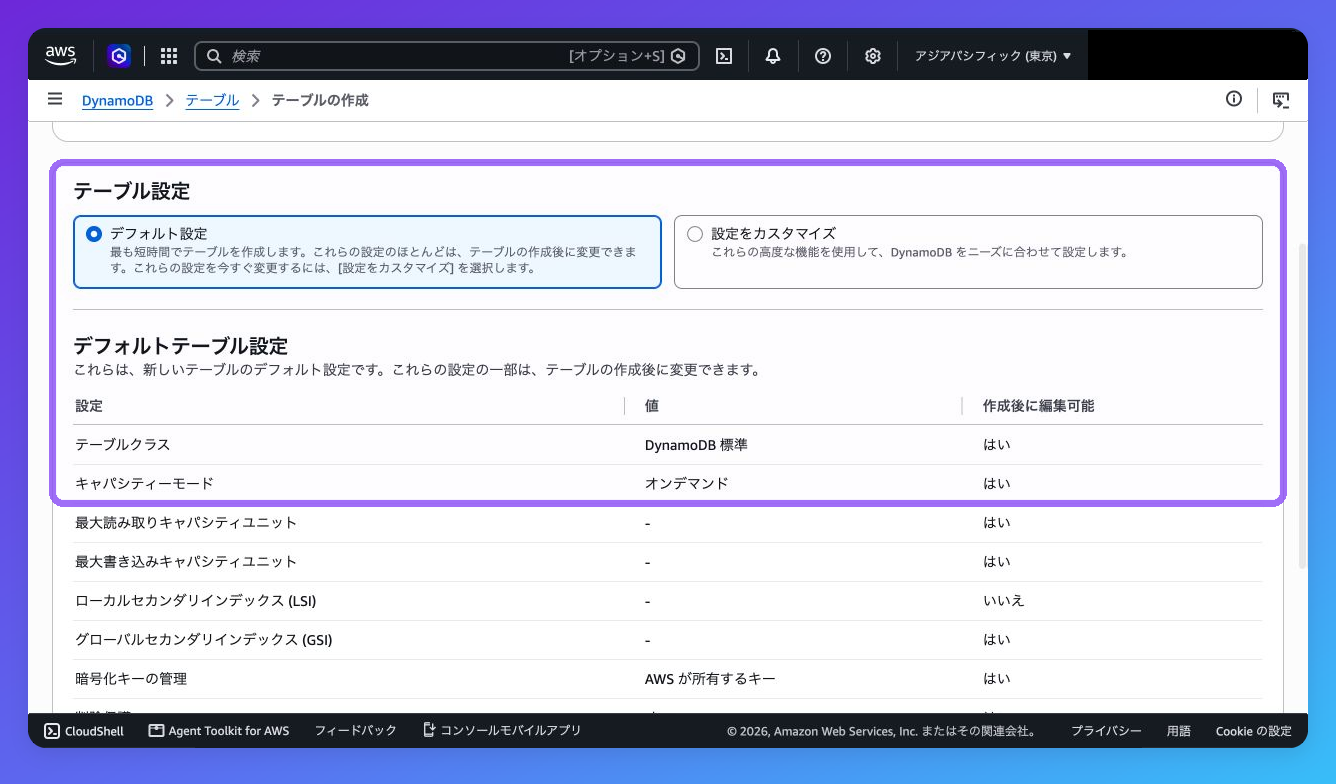 aws
検索 [オプション+S]
アジアパシフィック (東京) ▼
DynamoDB > テーブル > テーブルの作成
テーブル設定
デフォルト設定
最も短時間でテーブルを作成します。これらの設定のほとんどは、テーブルの作成後に変更できま
す。これらの設定を今すぐ変更するには、[設定をカスタマイズ] を選択します。
設定をカスタマイズ
これらの高度な機能を使用して、DynamoDB をニーズに合わせて設定します。
デフォルトテーブル設定
これらは、新しいテーブルのデフォルト設定です。これらの設定の一部は、テーブルの作成後に変更できます。
設定 値 作成後に編集可能
テーブルクラス DynamoDB 標準 はい
キャパシティーモード オンデマンド はい
最大読み取りキャパシティユニット - はい
最大書き込みキャパシティユニット - はい
ローカルセカンダリインデックス (LSI) - いいえ
グローバルセカンダリインデックス (GSI) - はい
暗号化キーの管理 AWS が所有するキー はい
CloudShell Agent Toolkit for AWS フィードバック コンソールモバイルアプリ © 2026, Amazon Web Services, Inc. またはその関連会社。 プライバシー 用語 Cookie の設定